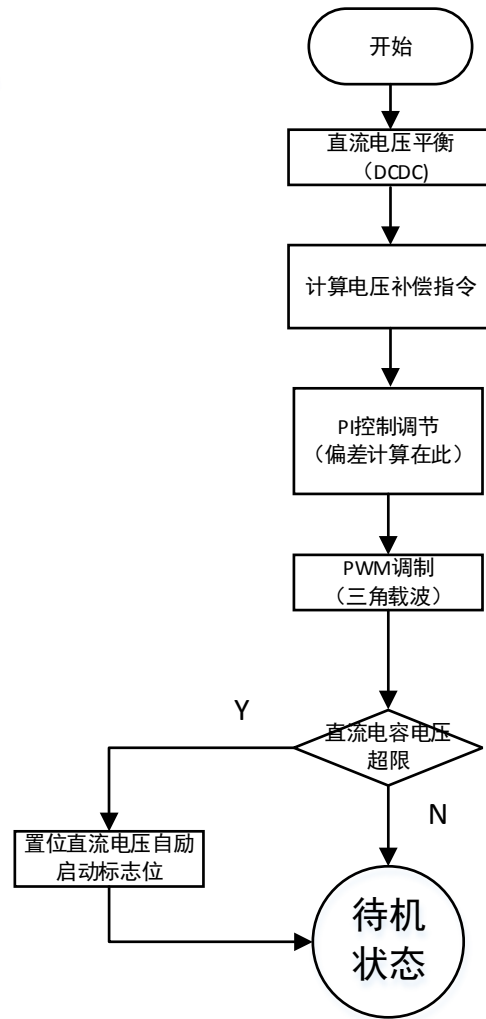 开始
直流电压平衡
（DCDC)
计算电压补偿指令
PI控制调节
（偏差计算在此）
PWM调制
（三角载波）
直流电容电压
超限
Y
N
置位直流电压自励
启动标志位
待机
状态